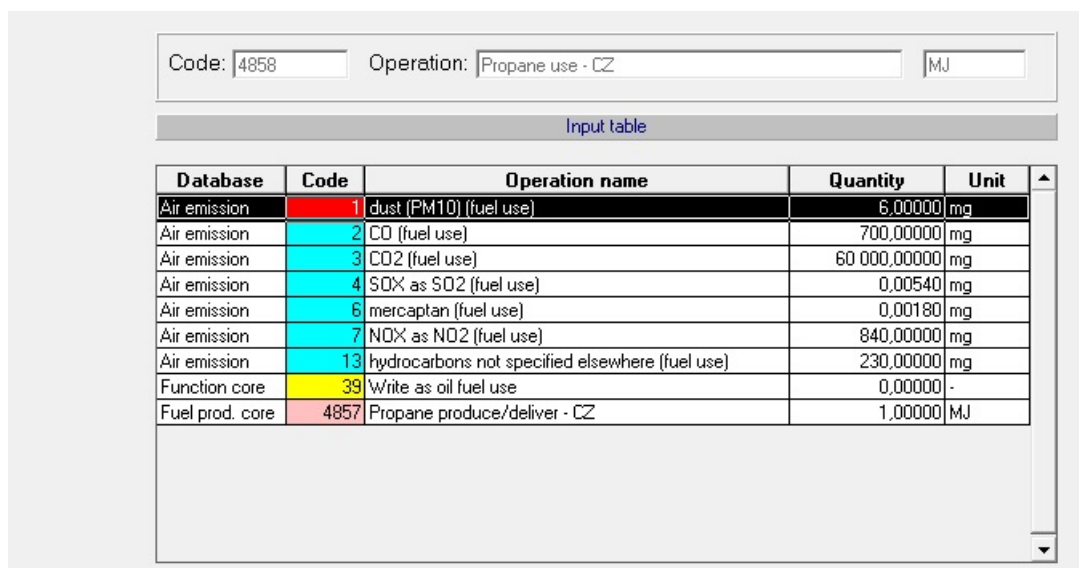 Code: 4858 Operation: Propane use - CZ MJ
Input table
Database Code Operation name Quantity Unit
Air emission 1 dust (PM10) (fuel use) 6,00000 mg
Air emission 2 CO (fuel use) 700,00000 mg
Air emission 3 CO2 (fuel use) 60 000,00000 mg
Air emission 4 SOX as SO2 (fuel use) 0,00540 mg
Air emission 6 mercaptan (fuel use) 0,00180 mg
Air emission 7 NOX as NO2 (fuel use) 840,00000 mg
Air emission 13 hydrocarbons not specified elsewhere (fuel use) 230,00000 mg
Function core 39 Write as oil fuel use 0,00000 -
Fuel prod. core 4857 Propane produce/deliver - CZ 1,00000 MJ